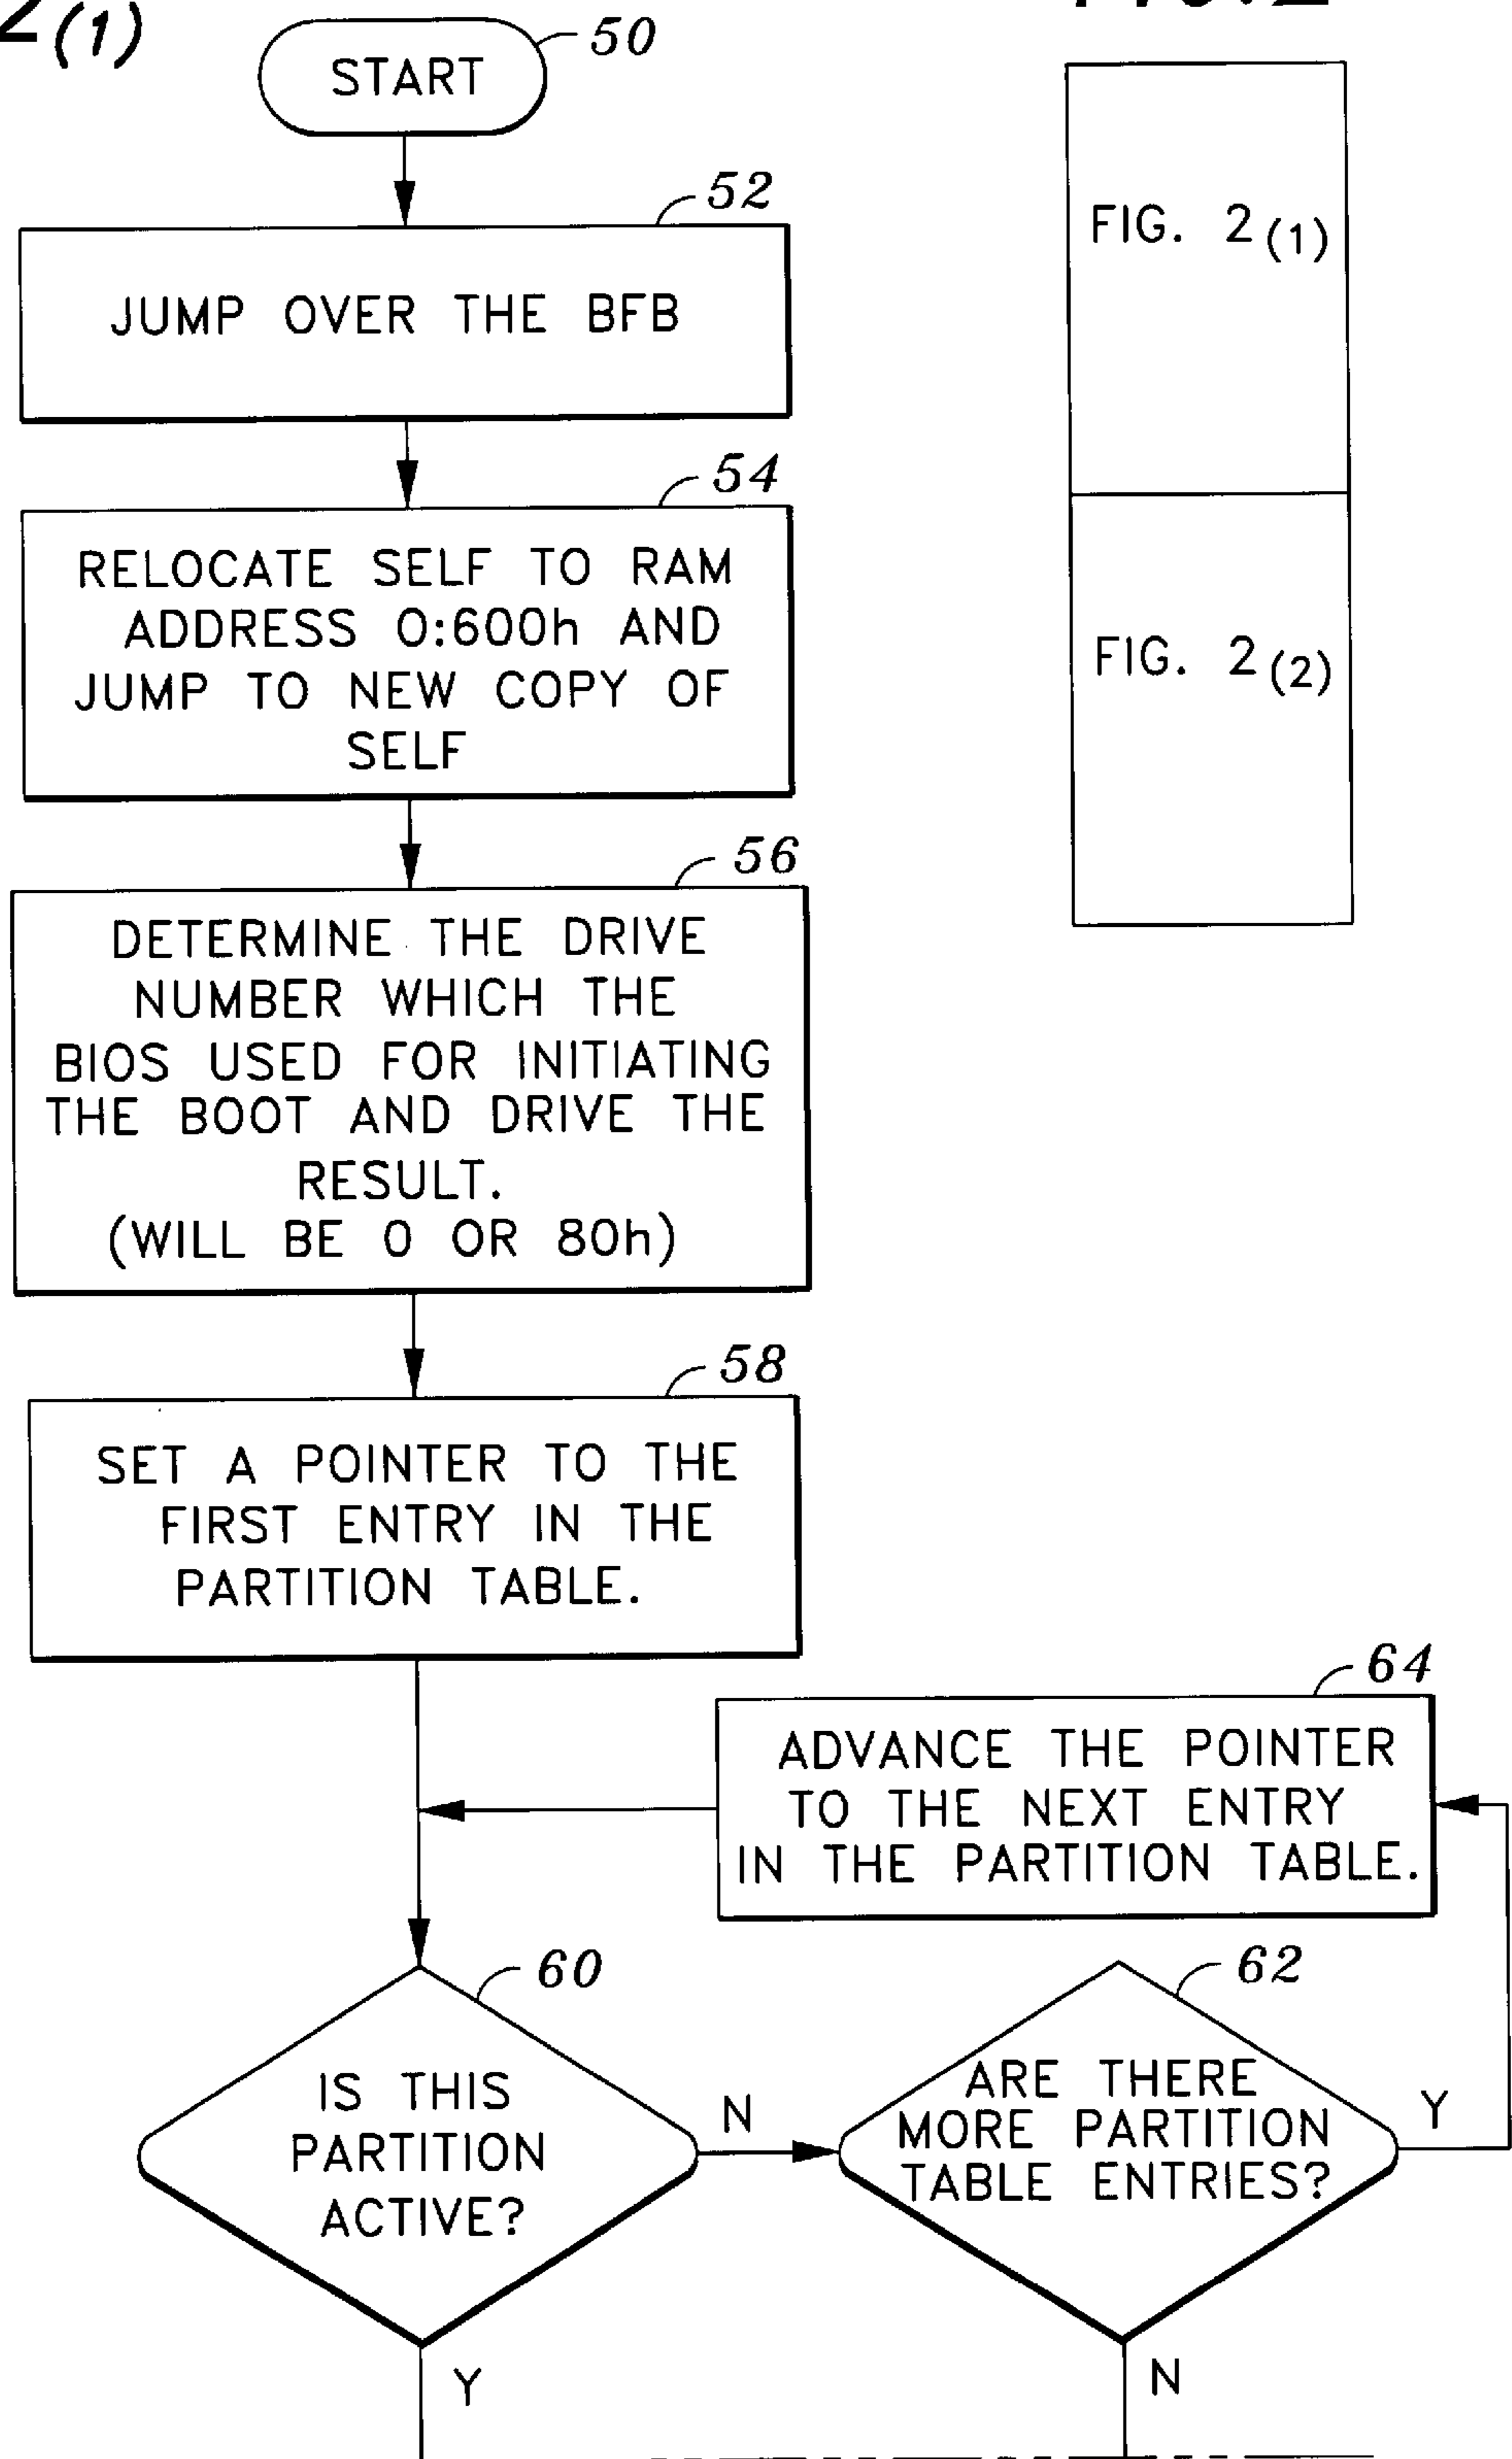 2(1)
START
50
52
JUMP OVER THE BFB
54
RELOCATE SELF TO RAM
ADDRESS 0:600h AND
JUMP TO NEW COPY OF
SELF
56
DETERMINE THE DRIVE
NUMBER WHICH THE
BIOS USED FOR INITIATING
THE BOOT AND DRIVE THE
RESULT.
(WILL BE 0 OR 80h)
58
SET A POINTER TO THE
FIRST ENTRY IN THE
PARTITION TABLE.
64
ADVANCE THE POINTER
TO THE NEXT ENTRY
IN THE PARTITION TABLE.
60
IS THIS
PARTITION
ACTIVE?
N
Y
62
ARE THERE
MORE PARTITION
TABLE ENTRIES?
Y
N
FIG. 2(1)
FIG. 2(2)